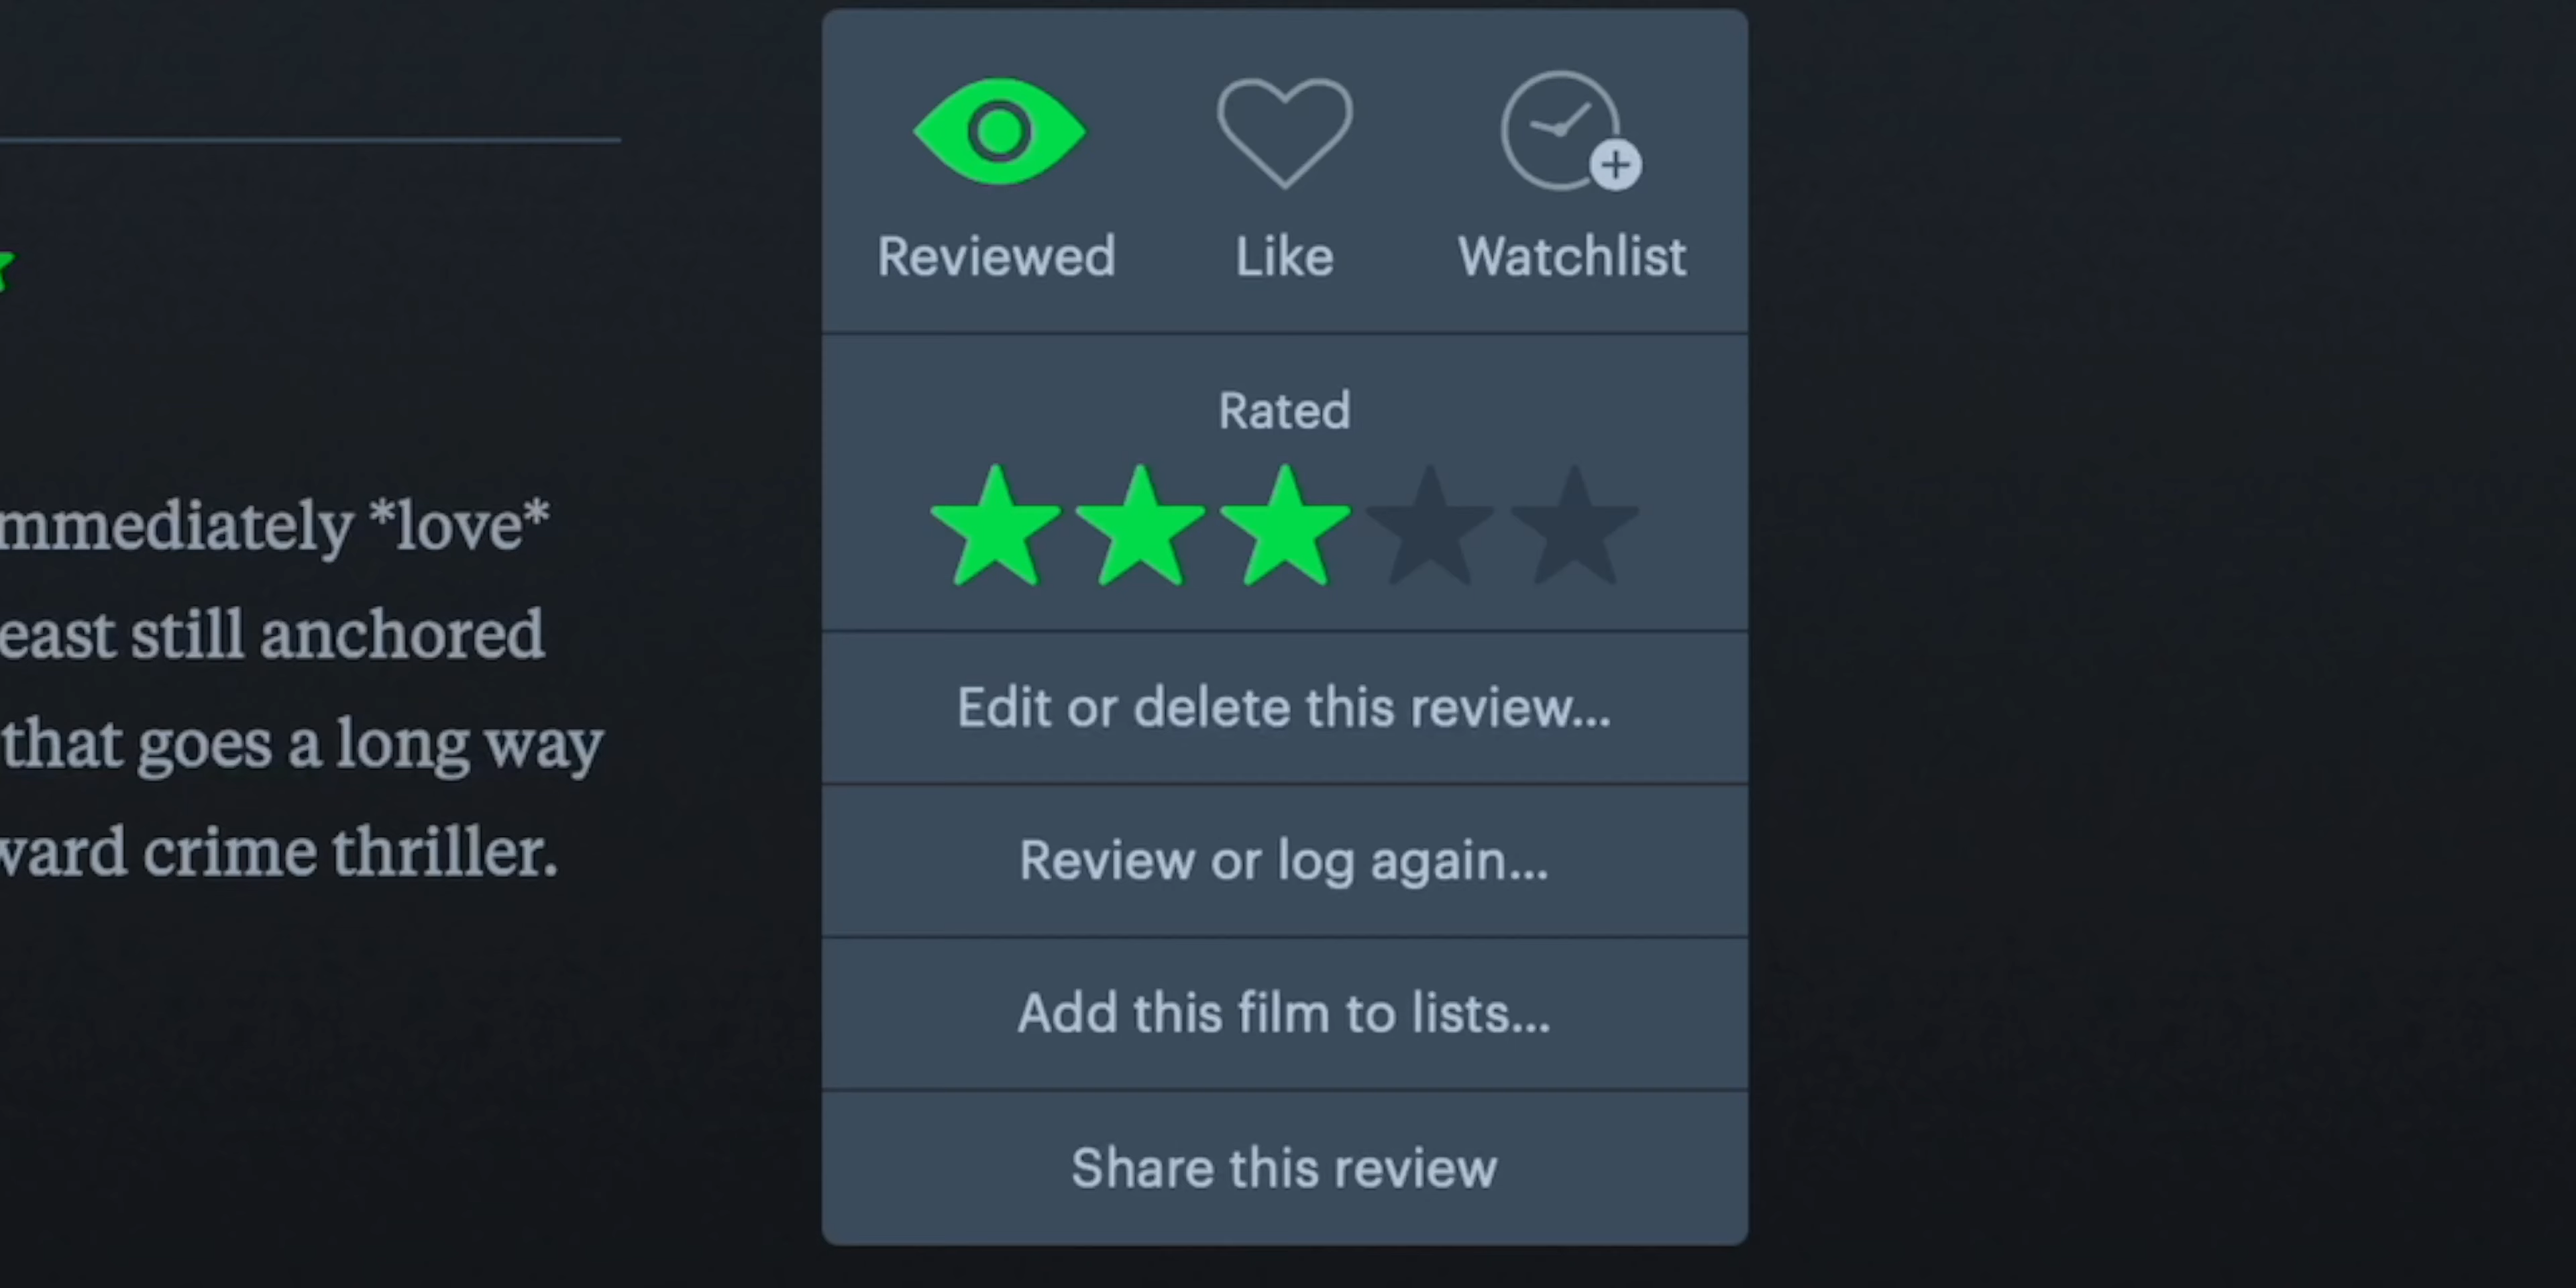 mmediately *love*
east still anchored
that goes a long way
ward crime thriller.
Reviewed
Like
Watchlist
Rated
Edit or delete this review...
Review or log again...
Add this film to lists...
Share this review